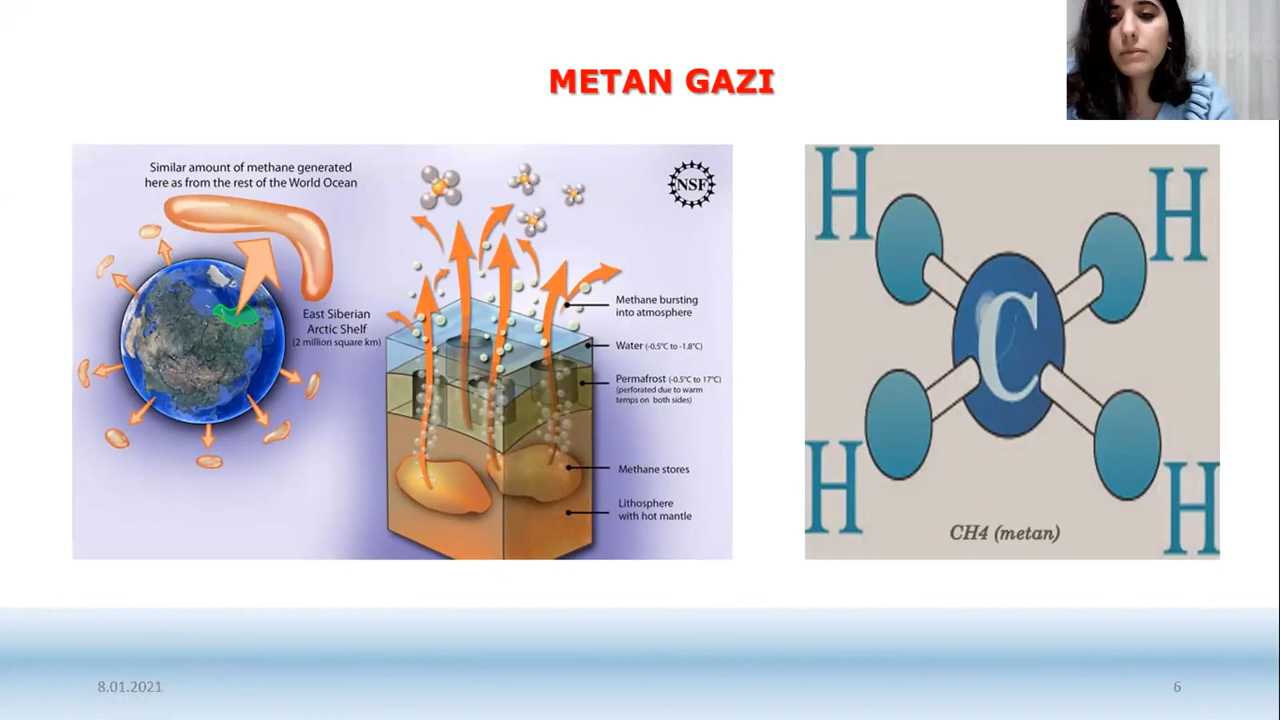 METAN GAZI
Similar amount of methane generated
here as from the rest of the World Ocean
NSF
East Siberian
Arctic Shelf
(2 million square km)
Methane bursting
into atmosphere
Water (-0.5°C to -1.8°C)
Permafrost (-0.5°C to 17°C)
(perforated due to warm
temps on both sides)
Methane stores
Lithosphere
with hot mantle
H
H
C
H
H
CH4 (metan)
8.01.2021
6